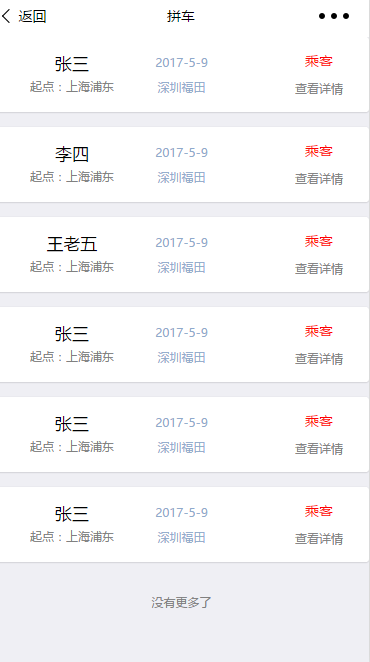 返回 拼车
张三 2017-5-9 乘客
起点：上海浦东 深圳福田 查看详情
李四 2017-5-9 乘客
起点：上海浦东 深圳福田 查看详情
王老五 2017-5-9 乘客
起点：上海浦东 深圳福田 查看详情
张三 2017-5-9 乘客
起点：上海浦东 深圳福田 查看详情
张三 2017-5-9 乘客
起点：上海浦东 深圳福田 查看详情
张三 2017-5-9 乘客
起点：上海浦东 深圳福田 查看详情
没有更多了